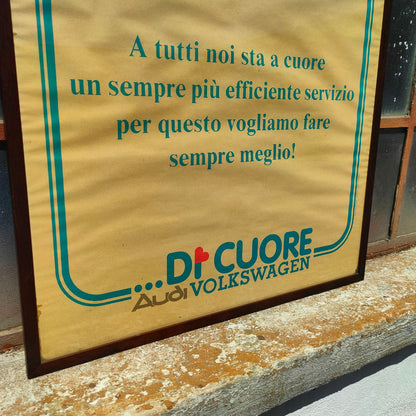 A tutti noi sta a cuore
un sempre più efficiente servizio
per questo vogliamo fare
sempre meglio!
...DI CUORE
Audi VOLKSWAGEN